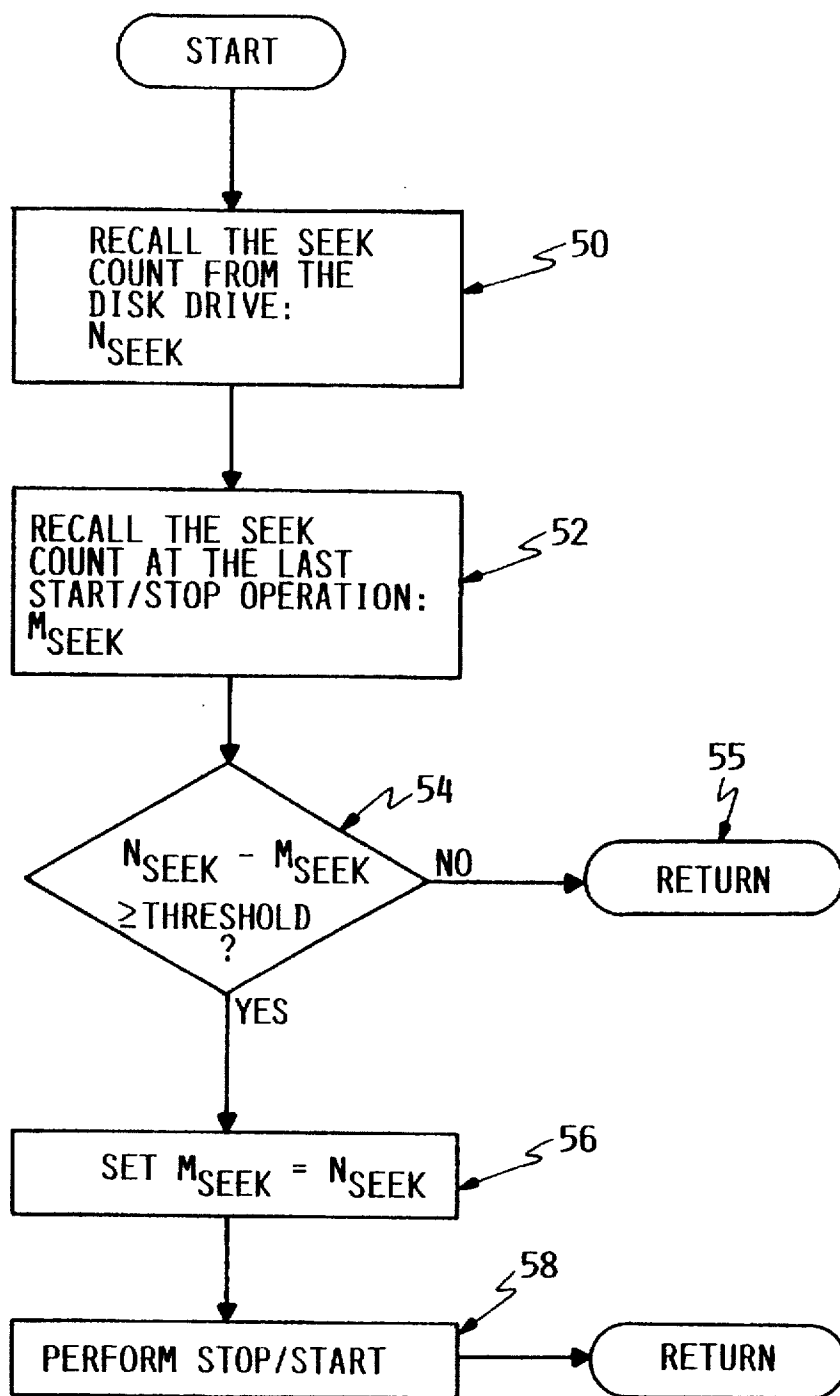 START
RECALL THE SEEK
COUNT FROM THE
DISK DRIVE:
NSEEK
50
RECALL THE SEEK
COUNT AT THE LAST
START/STOP OPERATION:
MSEEK
52
54
NSEEK - MSEEK
≥THRESHOLD
?
NO
55
RETURN
YES
SET MSEEK = NSEEK
56
58
PERFORM STOP/START
RETURN